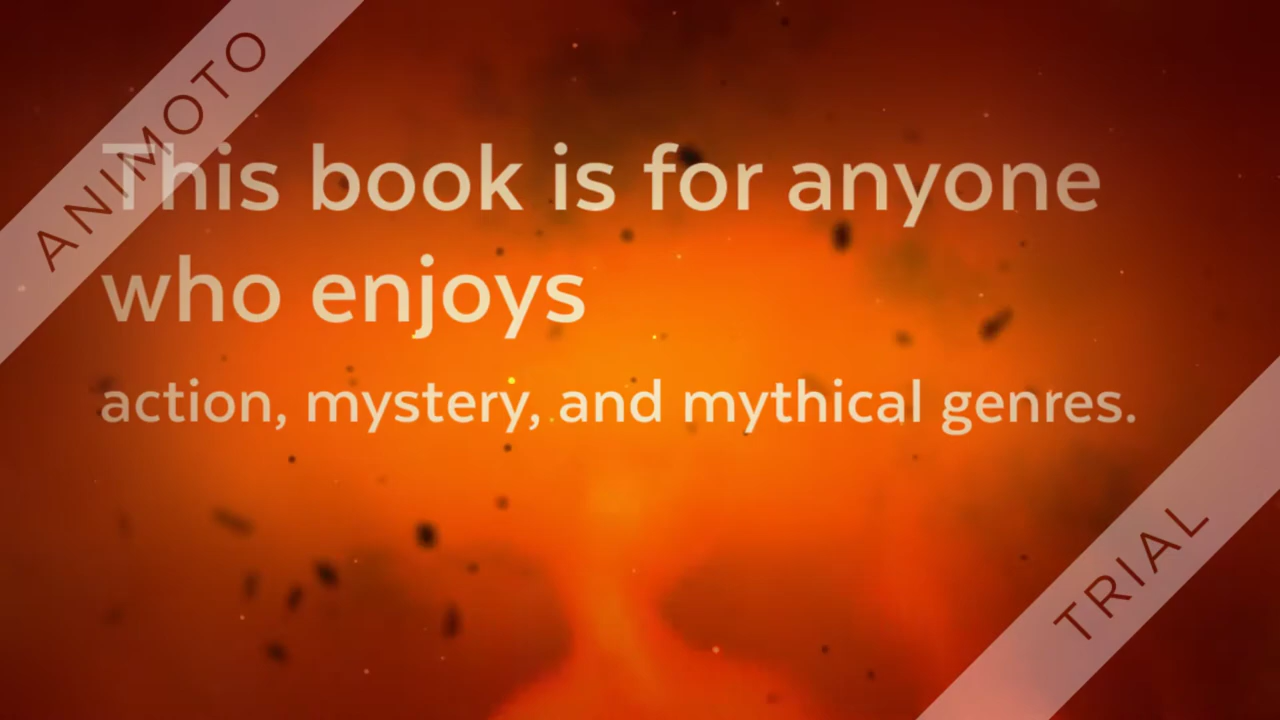 ANIMOTO
This book is for anyone
who enjoys
action, mystery, and mythical genres.
TRIAL